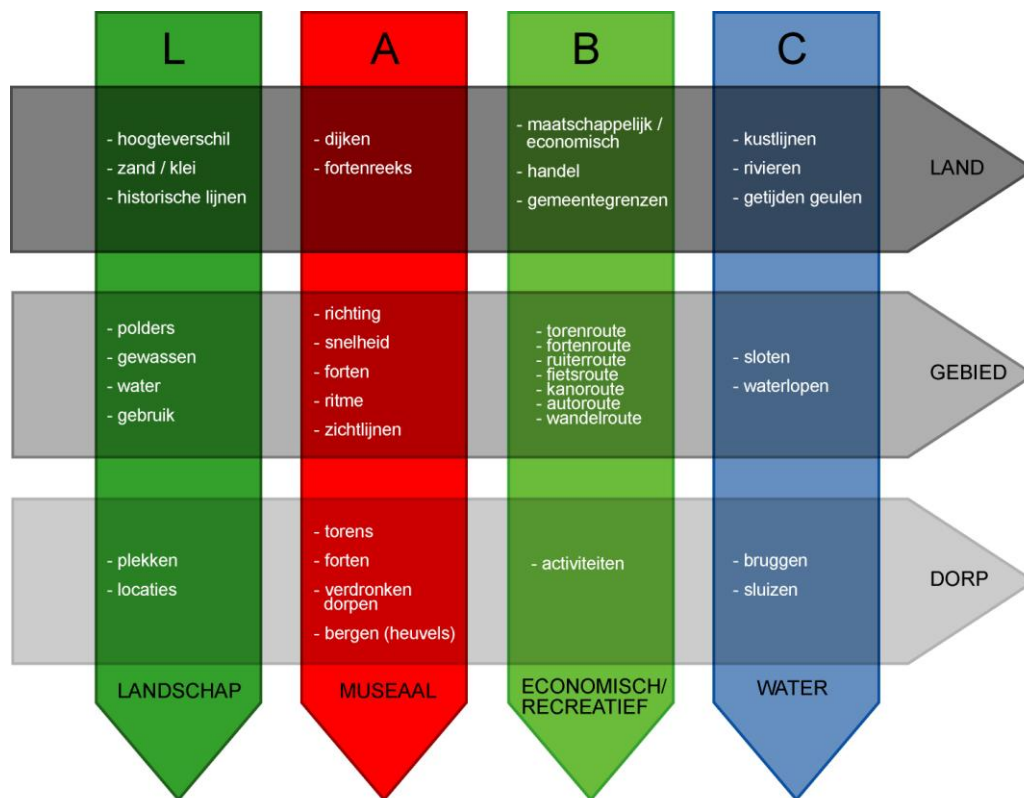 L
A
B
C
- hoogteverschil
- zand / klei
- historische lijnen
- dijken
- fortenreeks
- maatschappelijk /
economisch
- handel
- gemeentegrenzen
- kustlijnen
- rivieren
- getijden geulen
LAND
- polders
- gewassen
- water
- gebruik
- richting
- snelheid
- forten
- ritme
- zichtlijnen
- torenroute
- fortenroute
- ruiterroute
- fietsroute
- kanoroute
- autoroute
- wandelroute
- sloten
- waterlopen
GEBIED
- plekken
- locaties
- torens
- forten
- verdronken
dorpen
- bergen (heuvels)
- activiteiten
- bruggen
- sluizen
DORP
LANDSCHAP
MUSEAAL
ECONOMISCH/
RECREATIEF
WATER